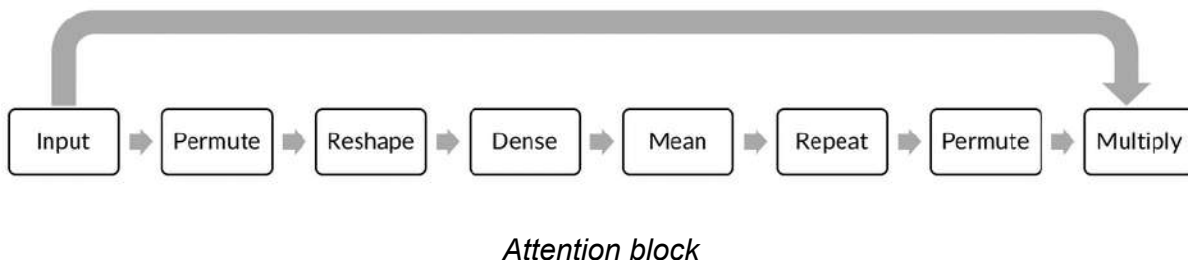 Input Permute Reshape Dense Mean Repeat Permute Multiply
Attention block